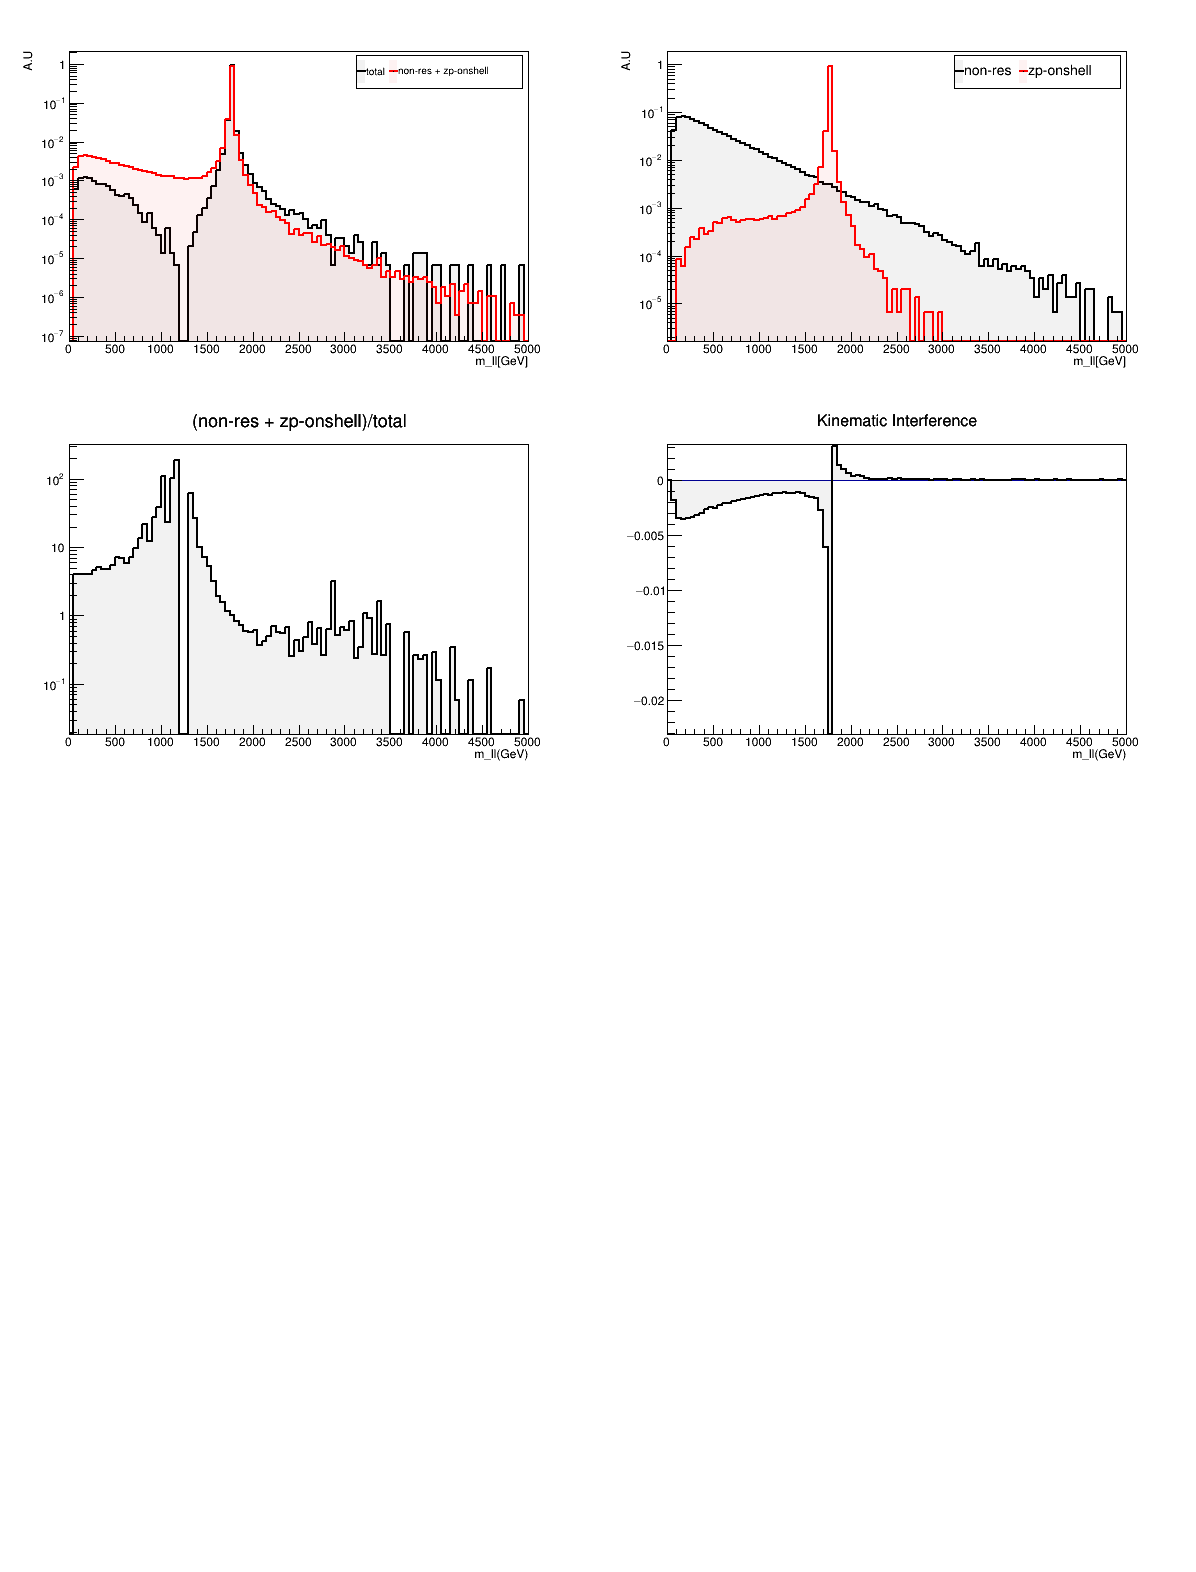 A.U
total non-res + zp-onshell
1
10⁻¹
10⁻²
10⁻³
10⁻⁴
10⁻⁵
10⁻⁶
10⁻⁷
0 500 1000 1500 2000 2500 3000 3500 4000 4500 5000
m_ll[GeV]
A.U
non-res zp-onshell
1
10⁻¹
10⁻²
10⁻³
10⁻⁴
10⁻⁵
0 500 1000 1500 2000 2500 3000 3500 4000 4500 5000
m_ll[GeV]
(non-res + zp-onshell)/total
10²
10
1
10⁻¹
0 500 1000 1500 2000 2500 3000 3500 4000 4500 5000
m_ll(GeV)
Kinematic Interference
0
−0.005
−0.01
−0.015
−0.02
0 500 1000 1500 2000 2500 3000 3500 4000 4500 5000
m_ll(GeV)